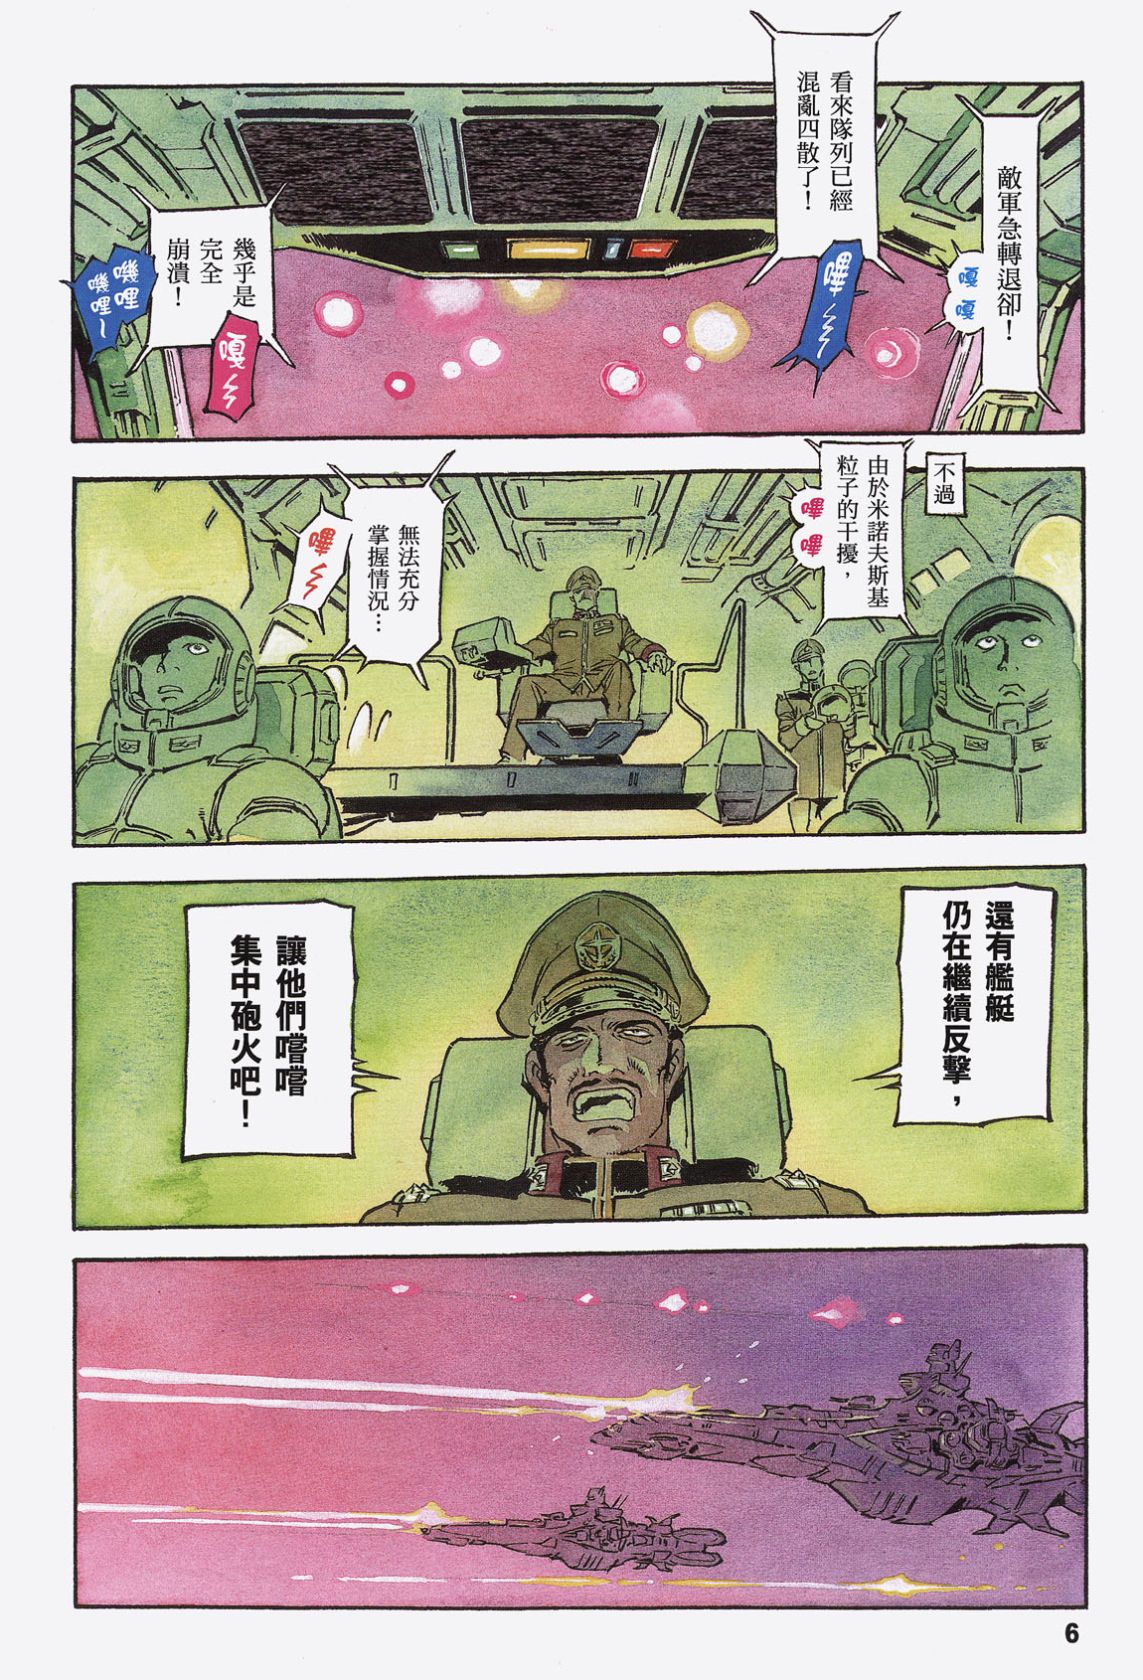 敵軍急轉退卻！
嘎
嘎
看來隊列已經
混亂四散了！
嗶
幾乎是
完全
崩潰！
嘎
嘰哩
嘰哩
不過
由於米諾夫斯基
粒子的干擾，
嗶
嗶
無法充分
掌握情況…
嗶
還有艦艇
仍在繼續反擊，
讓他們嚐嚐
集中砲火吧！
6